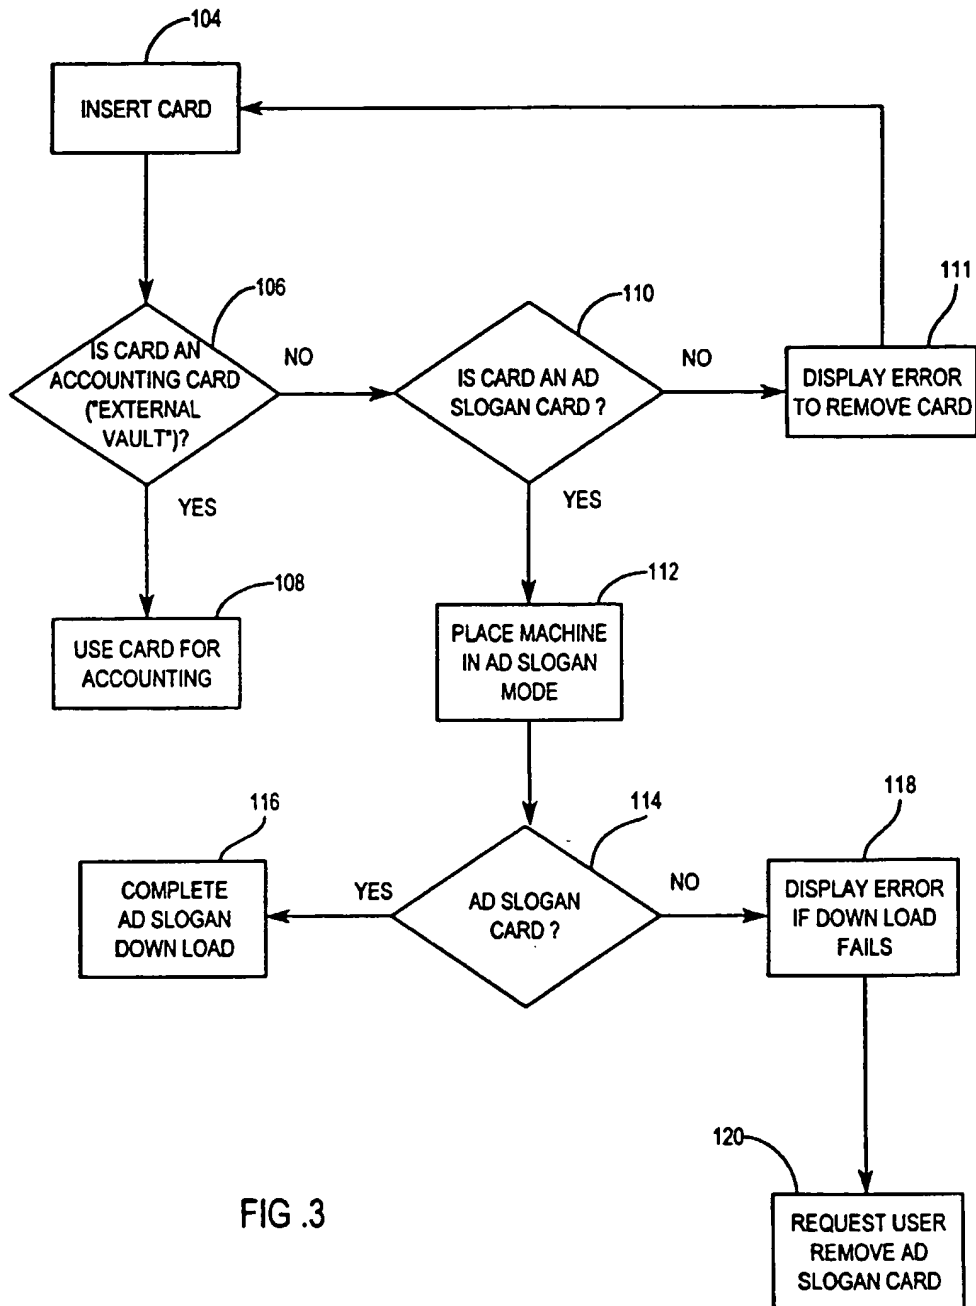 104
INSERT CARD
106
IS CARD AN
ACCOUNTING CARD
("EXTERNAL
VAULT")?
NO
110
IS CARD AN AD
SLOGAN CARD ?
NO
111
DISPLAY ERROR
TO REMOVE CARD
YES
YES
108
USE CARD FOR
ACCOUNTING
112
PLACE MACHINE
IN AD SLOGAN
MODE
116
COMPLETE
AD SLOGAN
DOWN LOAD
YES
114
AD SLOGAN
CARD ?
NO
118
DISPLAY ERROR
IF DOWN LOAD
FAILS
120
REQUEST USER
REMOVE AD
SLOGAN CARD
FIG .3